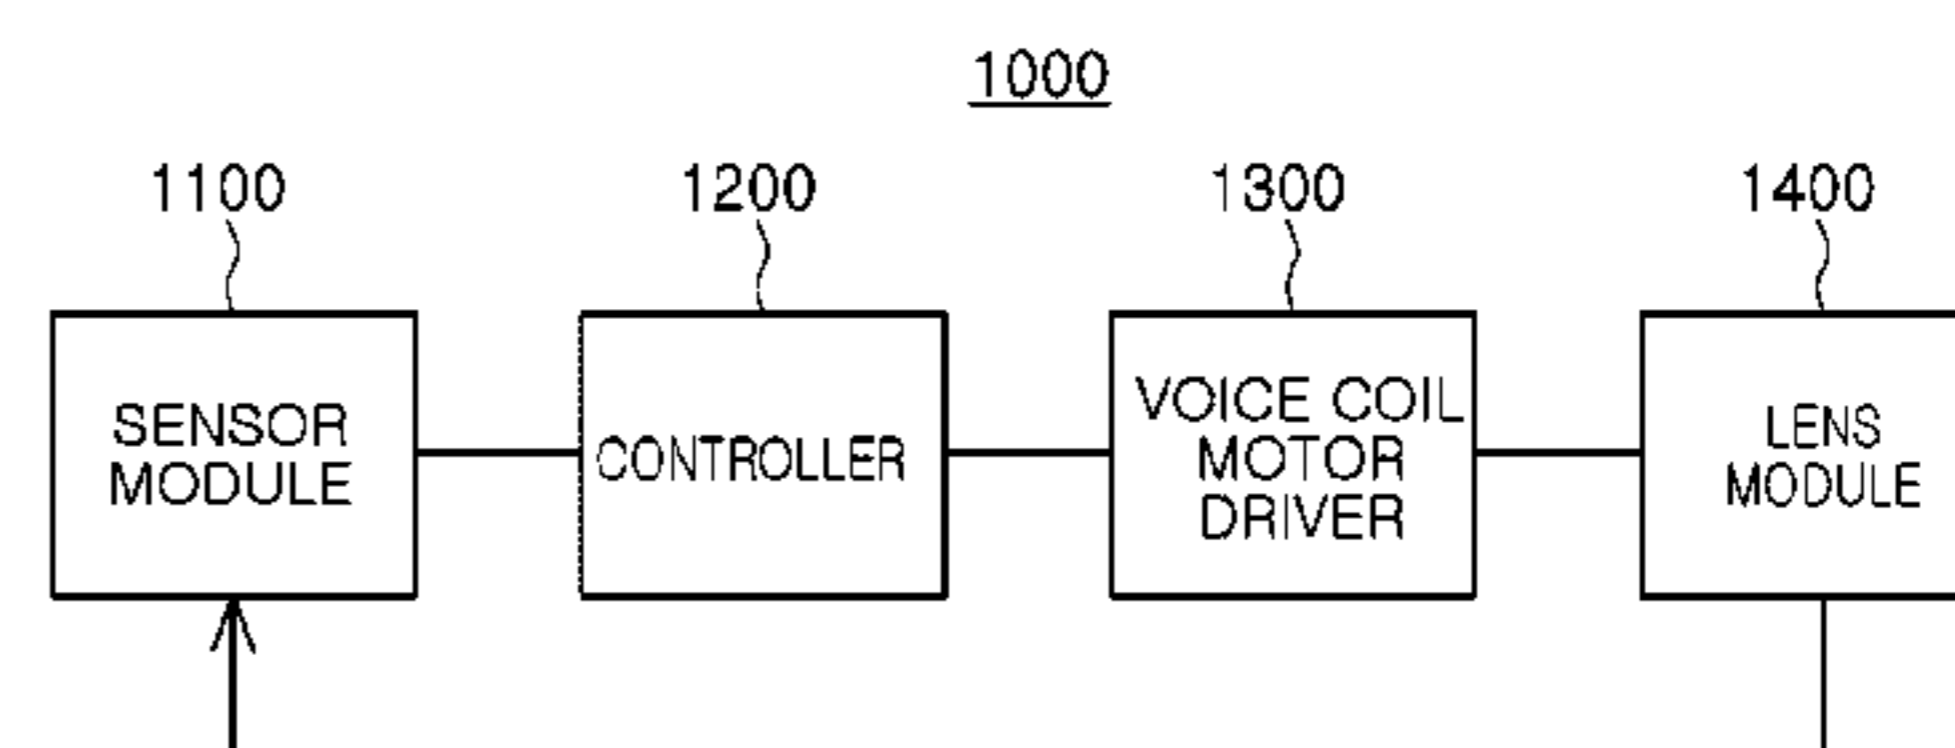 1000
1100
1200
1300
1400
SENSOR
MODULE
CONTROLLER
VOICE COIL
MOTOR
DRIVER
LENS
MODULE